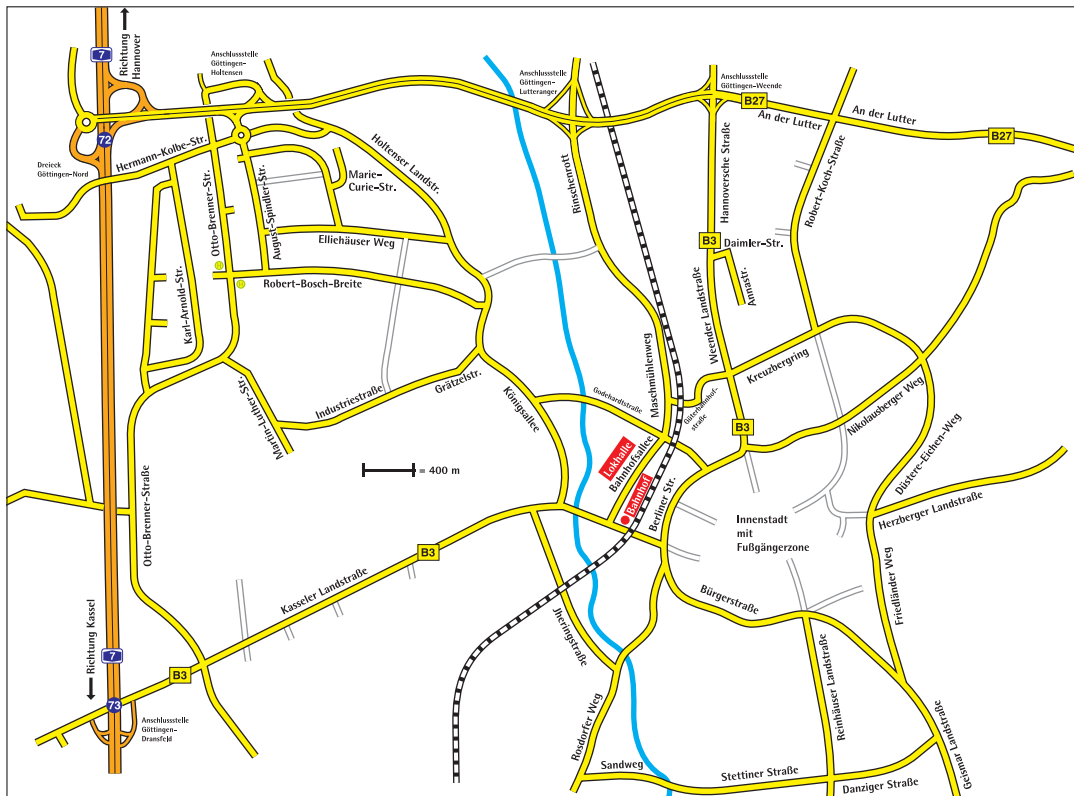 7
Richtung
Hannover
Anschlussstelle
Göttingen-
Holtensen
Anschlussstelle
Göttingen-
Lutteranger
Anschlussstelle
Göttingen-Weende
B27
An der Lutter
An der Lutter
B27
72
Dreieck
Göttingen-Nord
Hermann-Kolbe-Str.
Holtenser Landstr.
Marie-
Curie-Str.
Otto-Brenner-Str.
August-Spindler-Str.
Elliehäuser Weg
Karl-Arnold-Str.
H
H
Robert-Bosch-Breite
Rinschenrott
Hannoversche Straße
Robert-Koch-Straße
B3
Daimler-Str.
Annastr.
Weender Landstraße
Maschmühlenweg
Kreuzbergring
Nikolausberger Weg
Martin-Luther-Str.
Industriestraße
Grätzelstr.
Königsallee
Godehardtstraße
Güterbahnhof-
straße
B3
Düstere-Eichen-Weg
= 400 m
Lokhalle
Bahnhofsallee
Bahnhof
Berliner Str.
Otto-Brenner-Straße
Innenstadt
mit
Fußgängerzone
Herzberger Landstraße
B3
Kasseler Landstraße
Bürgerstraße
Friedländer Weg
Jheringstraße
Richtung Kassel
7
B3
73
Anschlussstelle
Göttingen-
Dransfeld
Rosdorfer Weg
Reinhäuser Landstraße
Geismar Landstraße
Sandweg
Stettiner Straße
Danziger Straße